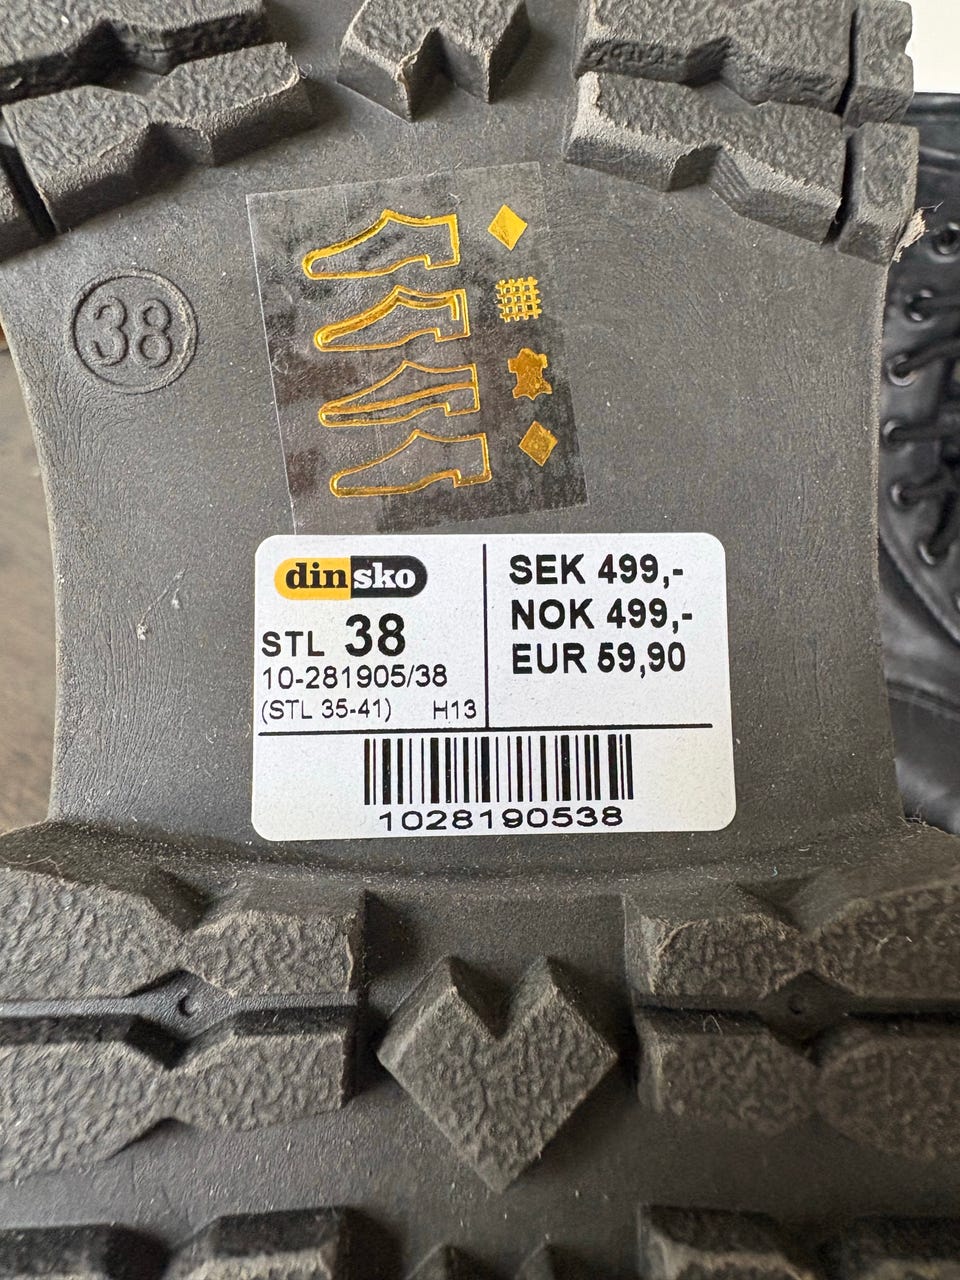 38
dinsko
STL 38
10-281905/38
(STL 35-41) H13
SEK 499,-
NOK 499,-
EUR 59,90
1028190538